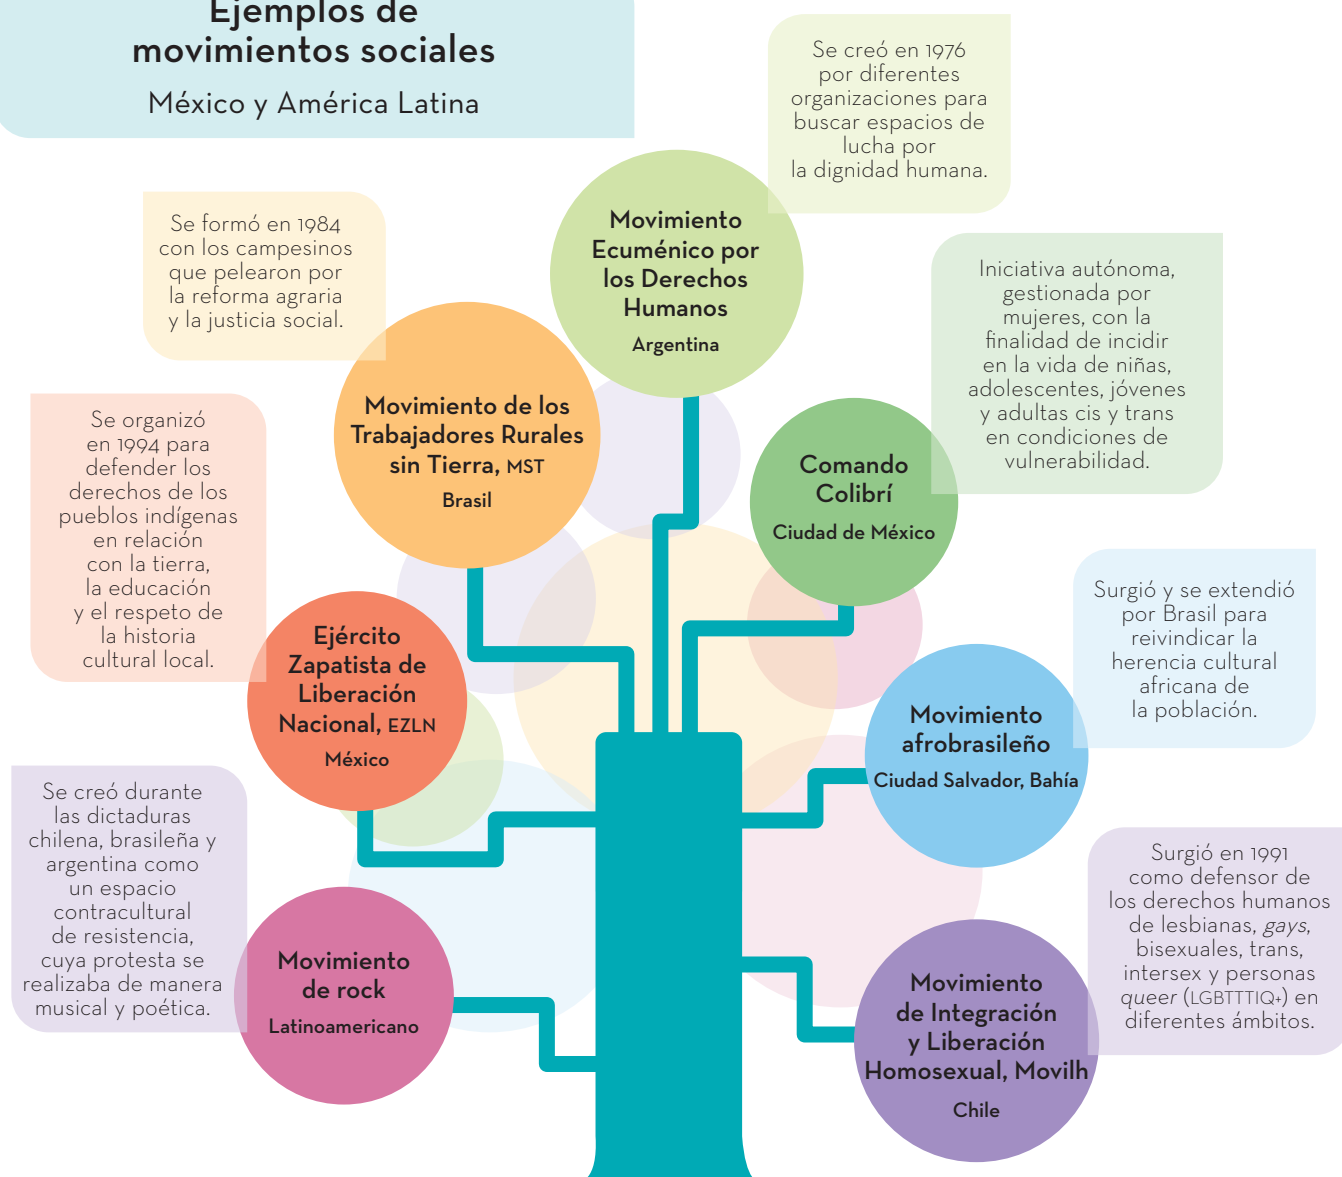 Ejemplos de
movimientos sociales
México y América Latina
Se creó en 1976
por diferentes
organizaciones para
buscar espacios de
lucha por
la dignidad humana.
Movimiento
Ecuménico por
los Derechos
Humanos
Argentina
Se formó en 1984
con los campesinos
que pelearon por
la reforma agraria
y la justicia social.
Movimiento de los
Trabajadores Rurales
sin Tierra, MST
Brasil
Iniciativa autónoma,
gestionada por
mujeres, con la
finalidad de incidir
en la vida de niñas,
adolescentes, jóvenes
y adultas cis y trans
en condiciones de
vulnerabilidad.
Comando
Colibrí
Ciudad de México
Se organizó
en 1994 para
defender los
derechos de los
pueblos indígenas
en relación
con la tierra,
la educación
y el respeto de
la historia
cultural local.
Ejército
Zapatista de
Liberación
Nacional, EZLN
México
Surgió y se extendió
por Brasil para
reivindicar la
herencia cultural
africana de
la población.
Movimiento
afrobrasileño
Ciudad Salvador, Bahía
Se creó durante
las dictaduras
chilena, brasileña y
argentina como
un espacio
contracultural
de resistencia,
cuya protesta se
realizaba de manera
musical y poética.
Movimiento
de rock
Latinoamericano
Surgió en 1991
como defensor de
los derechos humanos
de lesbianas, gays,
bisexuales, trans,
intersex y personas
queer (LGBTTTIQ+) en
diferentes ámbitos.
Movimiento
de Integración
y Liberación
Homosexual, Movilh
Chile